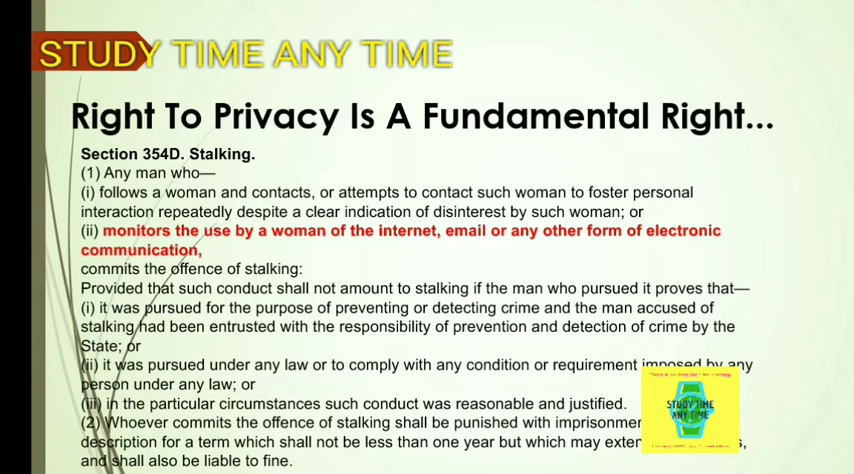 STUDY TIME ANY TIME
Right To Privacy Is A Fundamental Right...
Section 354D. Stalking.
(1) Any man who—
(i) follows a woman and contacts, or attempts to contact such woman to foster personal
interaction repeatedly despite a clear indication of disinterest by such woman; or
(ii) monitors the use by a woman of the internet, email or any other form of electronic
communication,
commits the offence of stalking:
Provided that such conduct shall not amount to stalking if the man who pursued it proves that—
(i) it was pursued for the purpose of preventing or detecting crime and the man accused of
stalking had been entrusted with the responsibility of prevention and detection of crime by the
State; or
(ii) it was pursued under any law or to comply with any condition or requirement imposed by any
person under any law; or
(iii) in the particular circumstances such conduct was reasonable and justified.
(2) Whoever commits the offence of stalking shall be punished with
description for a term which shall not be less than one year but which may
and shall also be liable to fine.
STUDY TIME
ANY TIME